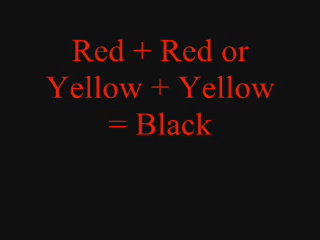 Red + Red or
Yellow + Yellow
= Black